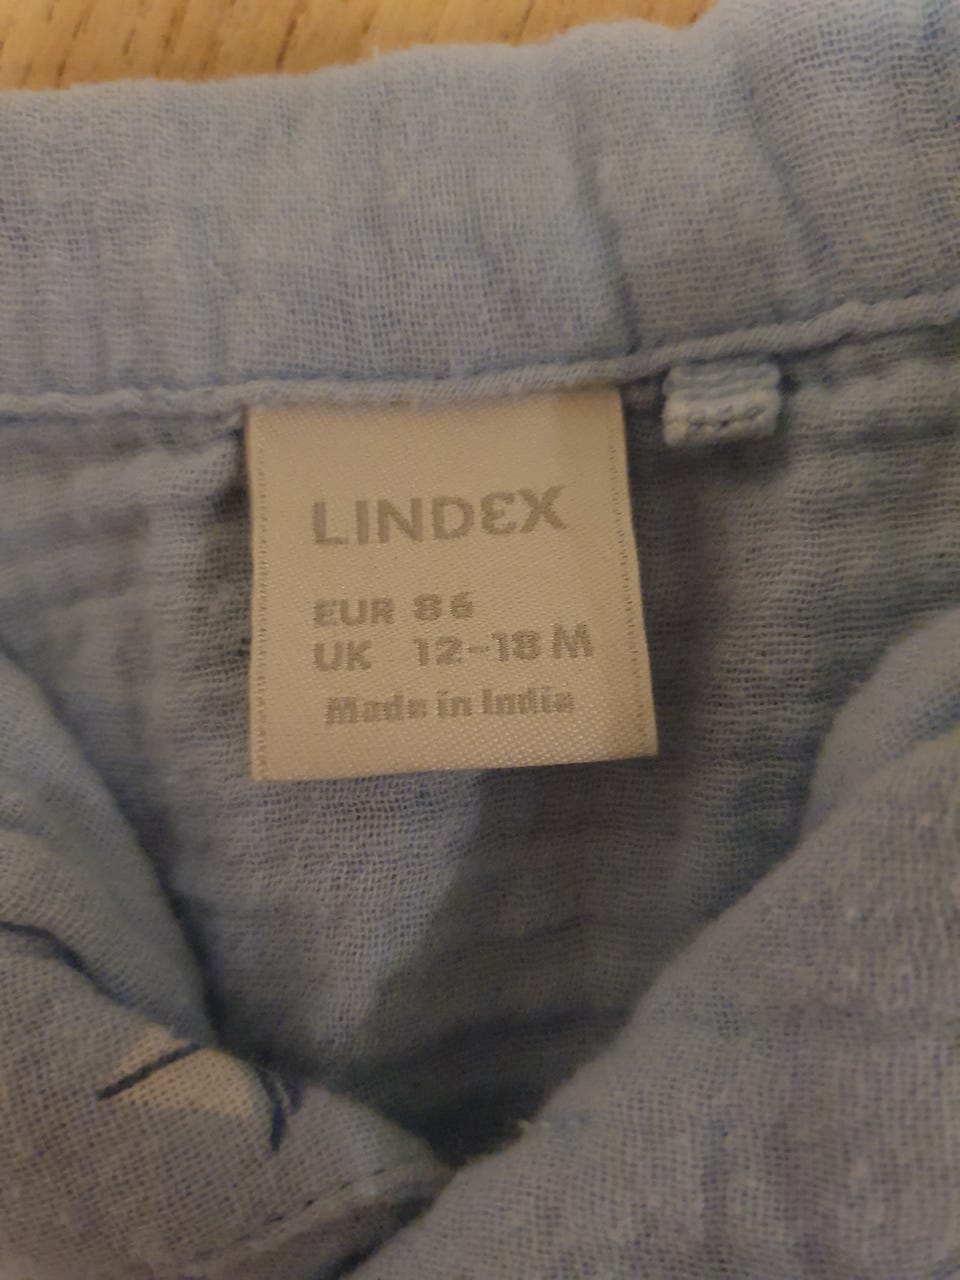 LINDEX
EUR 86
UK 12-18 M
Made in India